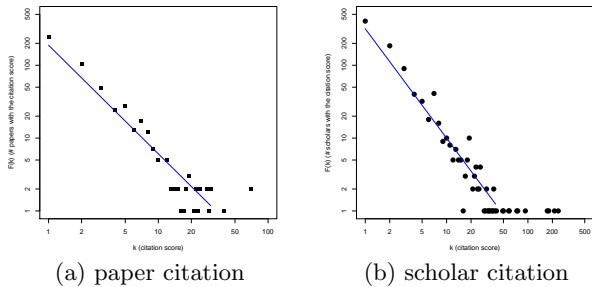 500
200
100
50
20
10
5
2
1
F(k) (# papers with the citation score)
1 2 5 10 20 50 100
k (citation score)
(a) paper citation
500
200
100
50
20
10
5
2
1
F(k) (# scholars with the citation score)
1 2 5 10 20 50 100 200 500
k (citation score)
(b) scholar citation